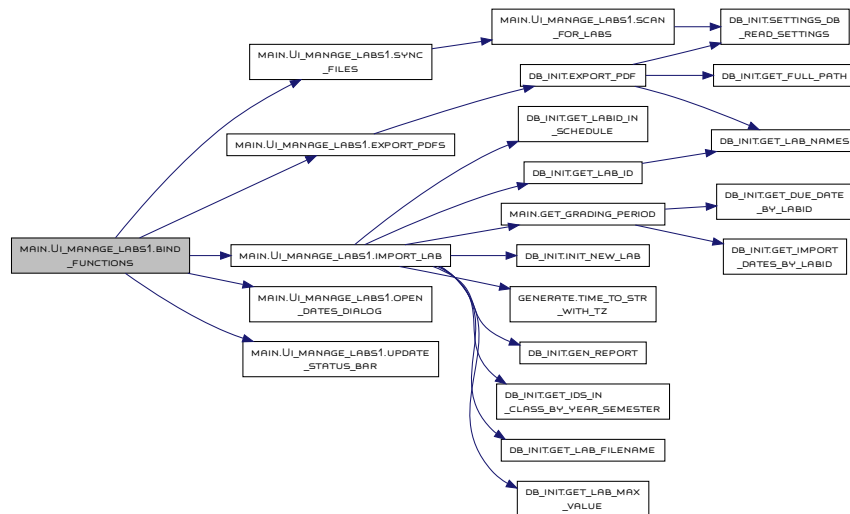 MAIN.UI_MANAGE_LABS1.BIND
_FUNCTIONS
MAIN.UI_MANAGE_LABS1.SYNC
_FILES
MAIN.UI_MANAGE_LABS1.EXPORT_PDFS
MAIN.UI_MANAGE_LABS1.IMPORT_LAB
MAIN.UI_MANAGE_LABS1.OPEN
_DATES_DIALOG
MAIN.UI_MANAGE_LABS1.UPDATE
_STATUS_BAR
MAIN.UI_MANAGE_LABS1.SCAN
_FOR_LABS
DB_INIT.EXPORT_PDF
DB_INIT.GET_LABID_IN
_SCHEDULE
DB_INIT.GET_LAB_ID
MAIN.GET_GRADING_PERIOD
DB_INIT.INIT_NEW_LAB
GENERATE.TIME_TO_STR
_WITH_TZ
DB_INIT.GEN_REPORT
DB_INIT.GET_IDS_IN
_CLASS_BY_YEAR_SEMESTER
DB_INIT.GET_LAB_FILENAME
DB_INIT.GET_LAB_MAX
_VALUE
DB_INIT.SETTINGS_DB
_READ_SETTINGS
DB_INIT.GET_FULL_PATH
DB_INIT.GET_LAB_NAMES
DB_INIT.GET_DUE_DATE
_BY_LABID
DB_INIT.GET_IMPORT
_DATES_BY_LABID